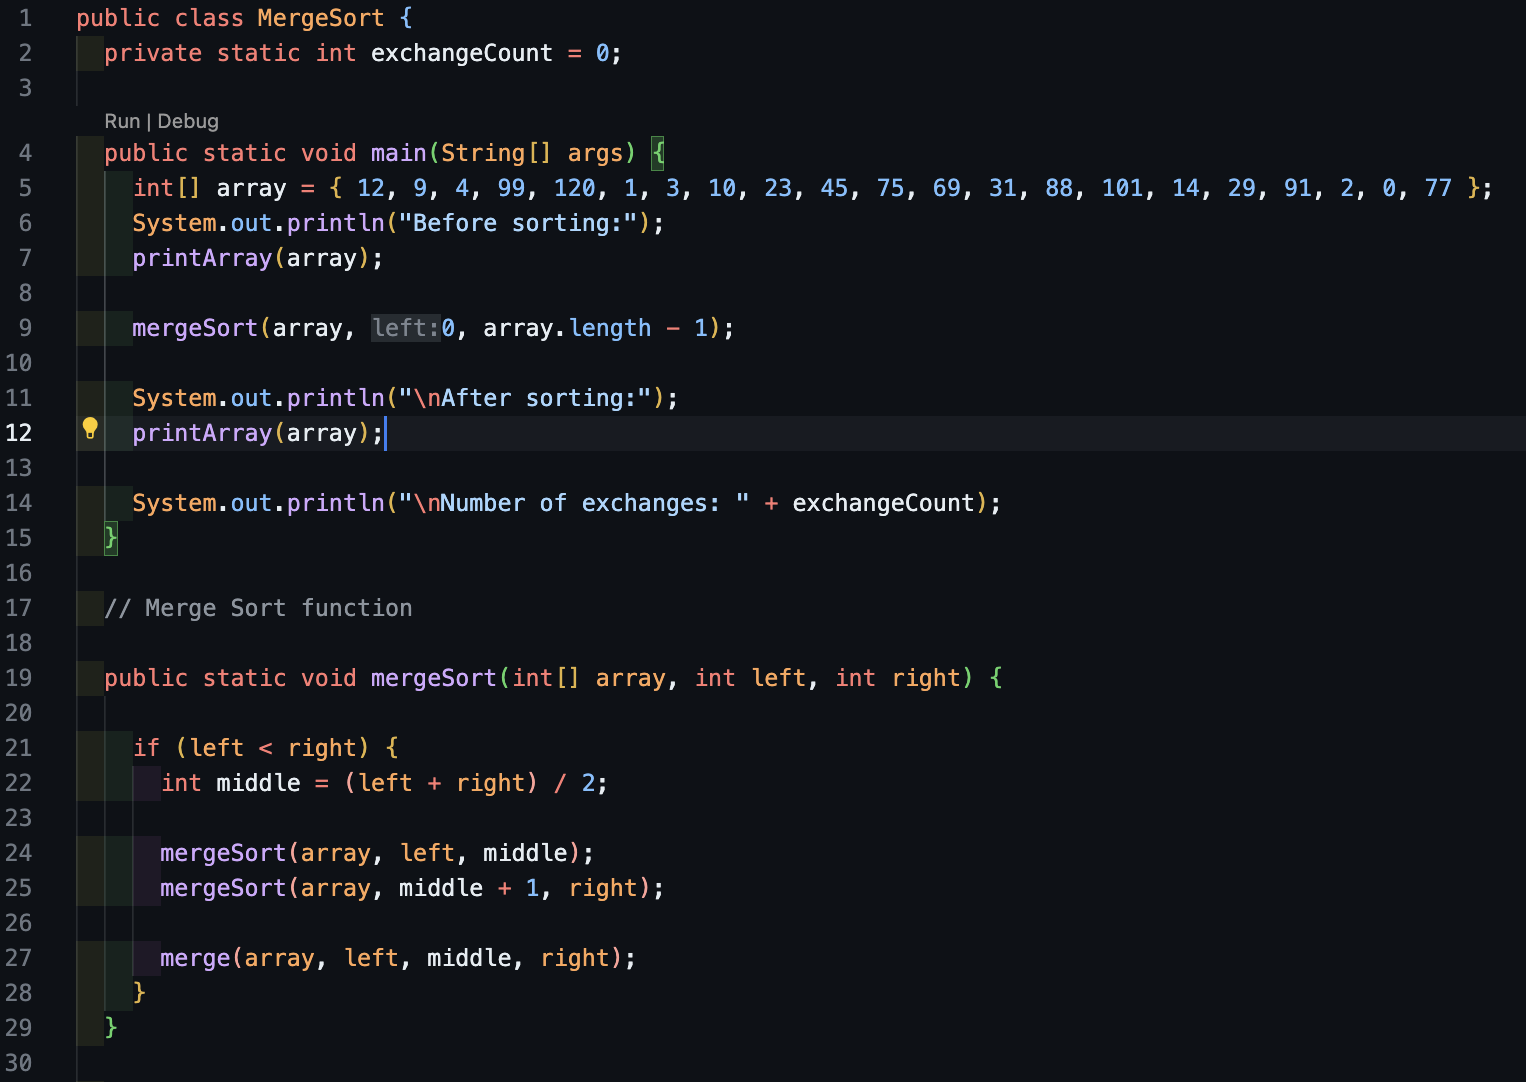 1 public class MergeSort {
2 private static int exchangeCount = 0;
3
Run | Debug
4 public static void main(String[] args) {
5 int[] array = { 12, 9, 4, 99, 120, 1, 3, 10, 23, 45, 75, 69, 31, 88, 101, 14, 29, 91, 2, 0, 77 };
6 System.out.println("Before sorting:");
7 printArray(array);
8
9 mergeSort(array, left:0, array.length - 1);
10
11 System.out.println("\nAfter sorting:");
12 printArray(array);
13
14 System.out.println("\nNumber of exchanges: " + exchangeCount);
15 }
16
17 // Merge Sort function
18
19 public static void mergeSort(int[] array, int left, int right) {
20
21 if (left < right) {
22 int middle = (left + right) / 2;
23
24 mergeSort(array, left, middle);
25 mergeSort(array, middle + 1, right);
26
27 merge(array, left, middle, right);
28 }
29 }
30